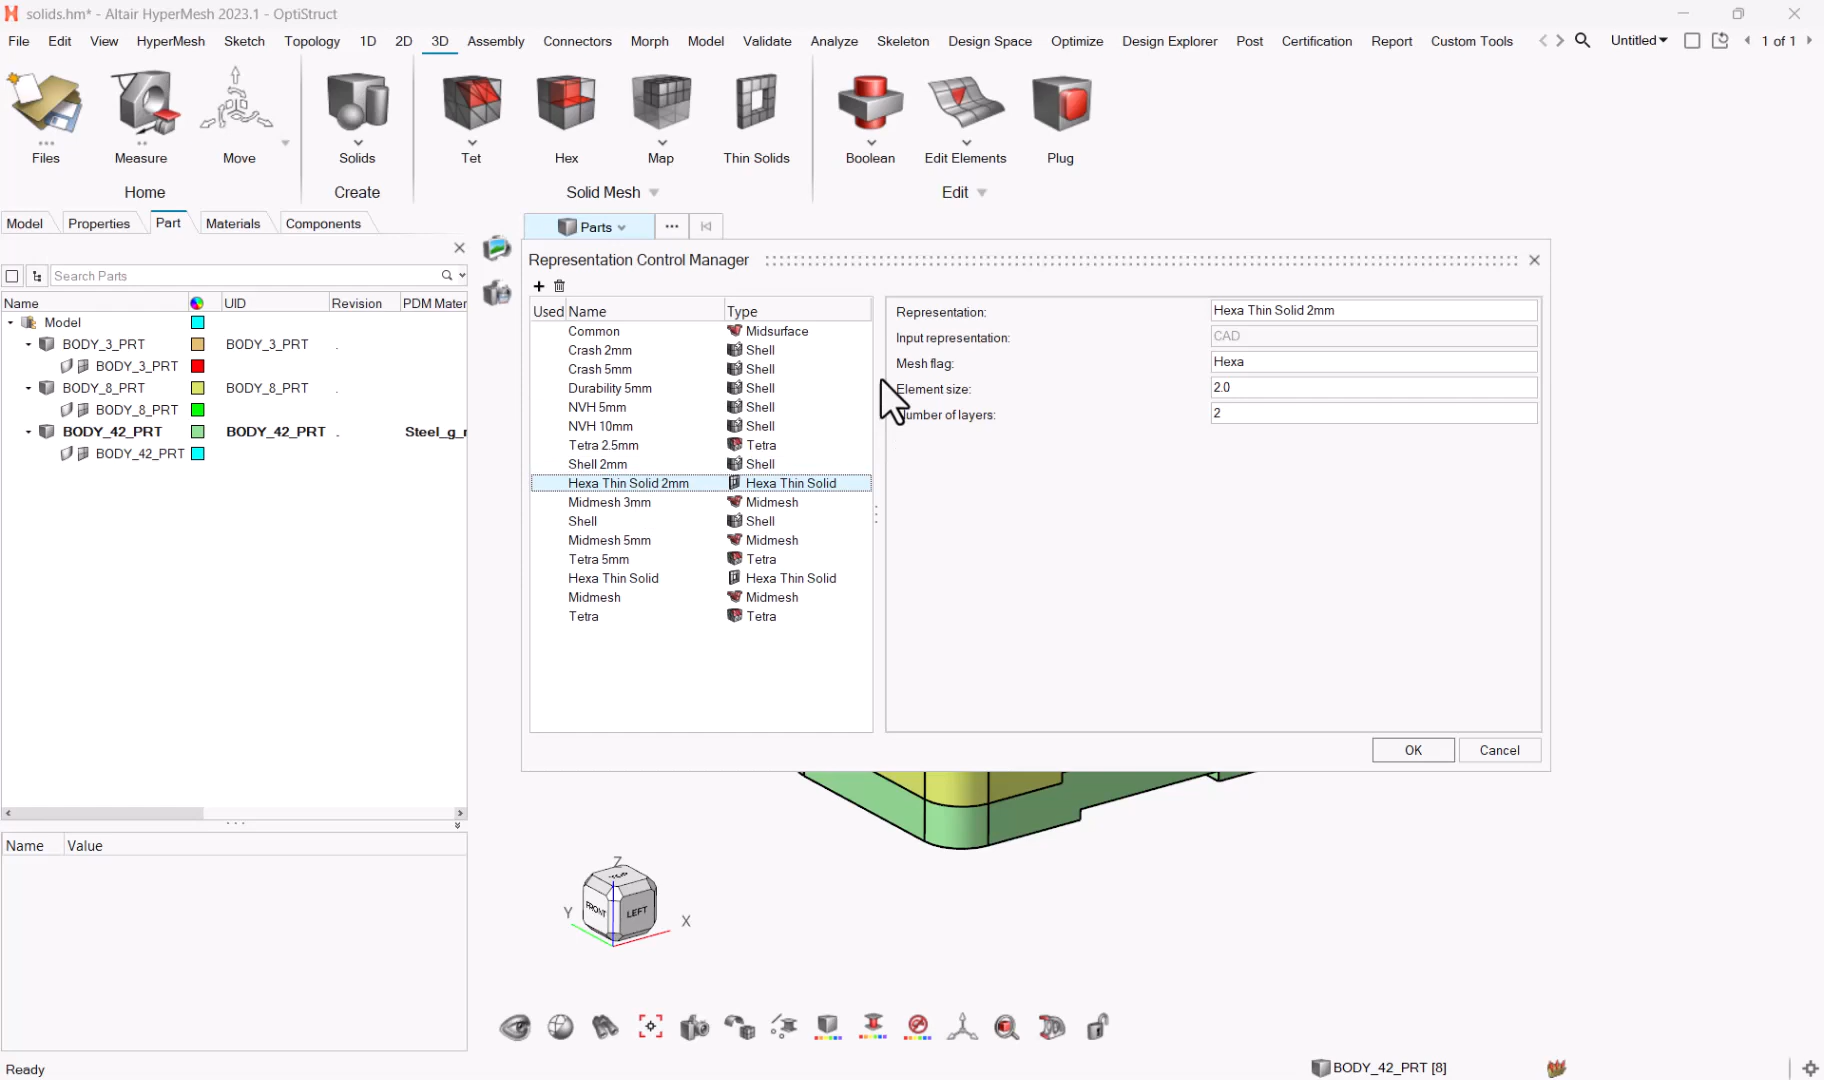 solids.hm* - Altair HyperMesh 2023.1 - OptiStruct
File Edit View HyperMesh Sketch Topology 1D 2D 3D Assembly Connectors Morph Model Validate Analyze Skeleton Design Space Optimize Design Explorer Post Certification Report Custom Tools Untitled 1 of 1
Files Measure Move Solids Tet Hex Map Thin Solids Boolean Edit Elements Plug
Home Create Solid Mesh Edit
Model Properties Part Materials Components
Parts
Search Parts
Name UID Revision PDM Mater
Model
BODY_3_PRT BODY_3_PRT .
BODY_3_PRT
BODY_8_PRT BODY_8_PRT .
BODY_8_PRT
BODY_42_PRT BODY_42_PRT . Steel_g_r
BODY_42_PRT
Name Value
Representation Control Manager
Used Name Type
Common Midsurface
Crash 2mm Shell
Crash 5mm Shell
Durability 5mm Shell
NVH 5mm Shell
NVH 10mm Shell
Tetra 2.5mm Tetra
Shell 2mm Shell
Hexa Thin Solid 2mm Hexa Thin Solid
Midmesh 3mm Midmesh
Shell Shell
Midmesh 5mm Midmesh
Tetra 5mm Tetra
Hexa Thin Solid Hexa Thin Solid
Midmesh Midmesh
Tetra Tetra
Representation: Hexa Thin Solid 2mm
Input representation: CAD
Mesh flag: Hexa
Element size: 2.0
umber of layers: 2
OK Cancel
Z
TOP
FRONT LEFT
Y X
Ready BODY_42_PRT [8]